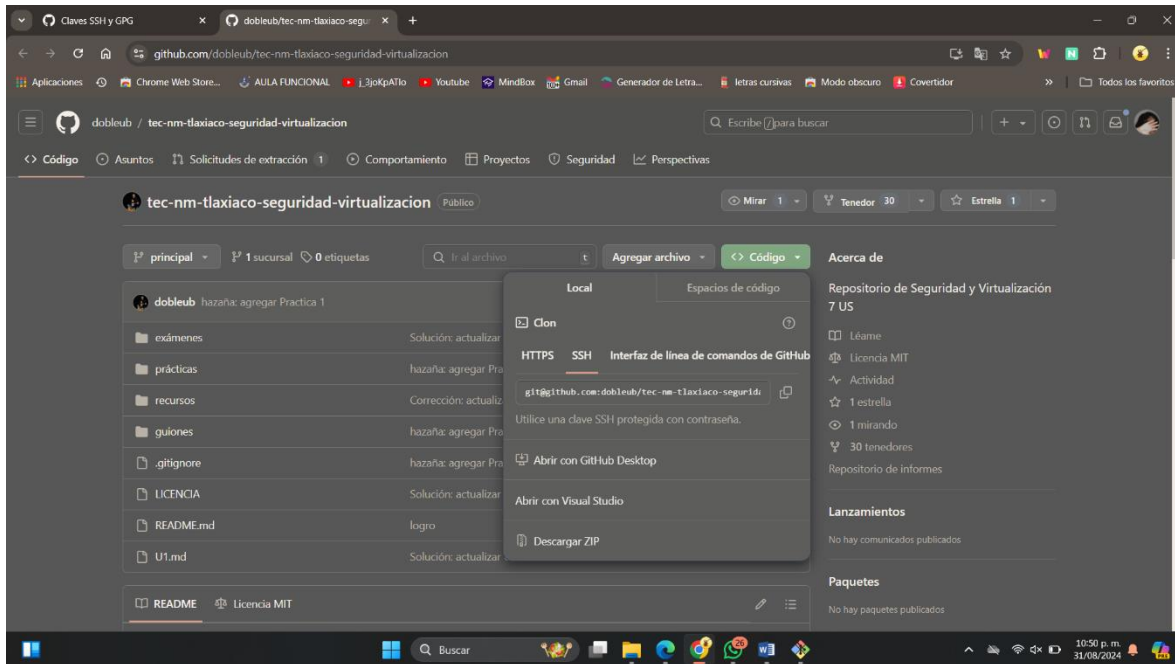 Claves SSH y GPG
dobleub/tec-nm-tlaxiaco-segur
github.com/dobleub/tec-nm-tlaxiaco-seguridad-virtualizacion
Aplicaciones Chrome Web Store... AULA FUNCIONAL j_3joKpATlo Youtube MindBox Gmail Generador de Letra... letras cursivas Modo obscuro Covertidor » Todos los favoritos
dobleub / tec-nm-tlaxiaco-seguridad-virtualizacion Escribe / para buscar
<> Código Asuntos Solicitudes de extracción 1 Comportamiento Proyectos Seguridad Perspectivas
tec-nm-tlaxiaco-seguridad-virtualizacion Público Mirar 1 Tenedor 30 Estrella 1
principal 1 sucursal 0 etiquetas Ir al archivo t Agregar archivo <> Código
Local Espacios de código
Clon
HTTPS SSH Interfaz de línea de comandos de GitHub
git@github.com:dobleub/tec-nm-tlaxiaco-segurid
Utilice una clave SSH protegida con contraseña.
Abrir con GitHub Desktop
Abrir con Visual Studio
Descargar ZIP
dobleub hazaña: agregar Practica 1
exámenes Solución: actualizar
prácticas hazaña: agregar Pra
recursos Corrección: actualiz
guiones hazaña: agregar Pra
.gitignore hazaña: agregar Pra
LICENCIA Solución: actualizar
README.md logro
U1.md Solución: actualizar
README Licencia MIT
Acerca de
Repositorio de Seguridad y Virtualización
7 US
Léame
Licencia MIT
Actividad
1 estrella
1 mirando
30 tenedores
Repositorio de informes
Lanzamientos
No hay comunicados publicados
Paquetes
No hay paquetes publicados
Buscar
26
10:50 p. m.
31/08/2024